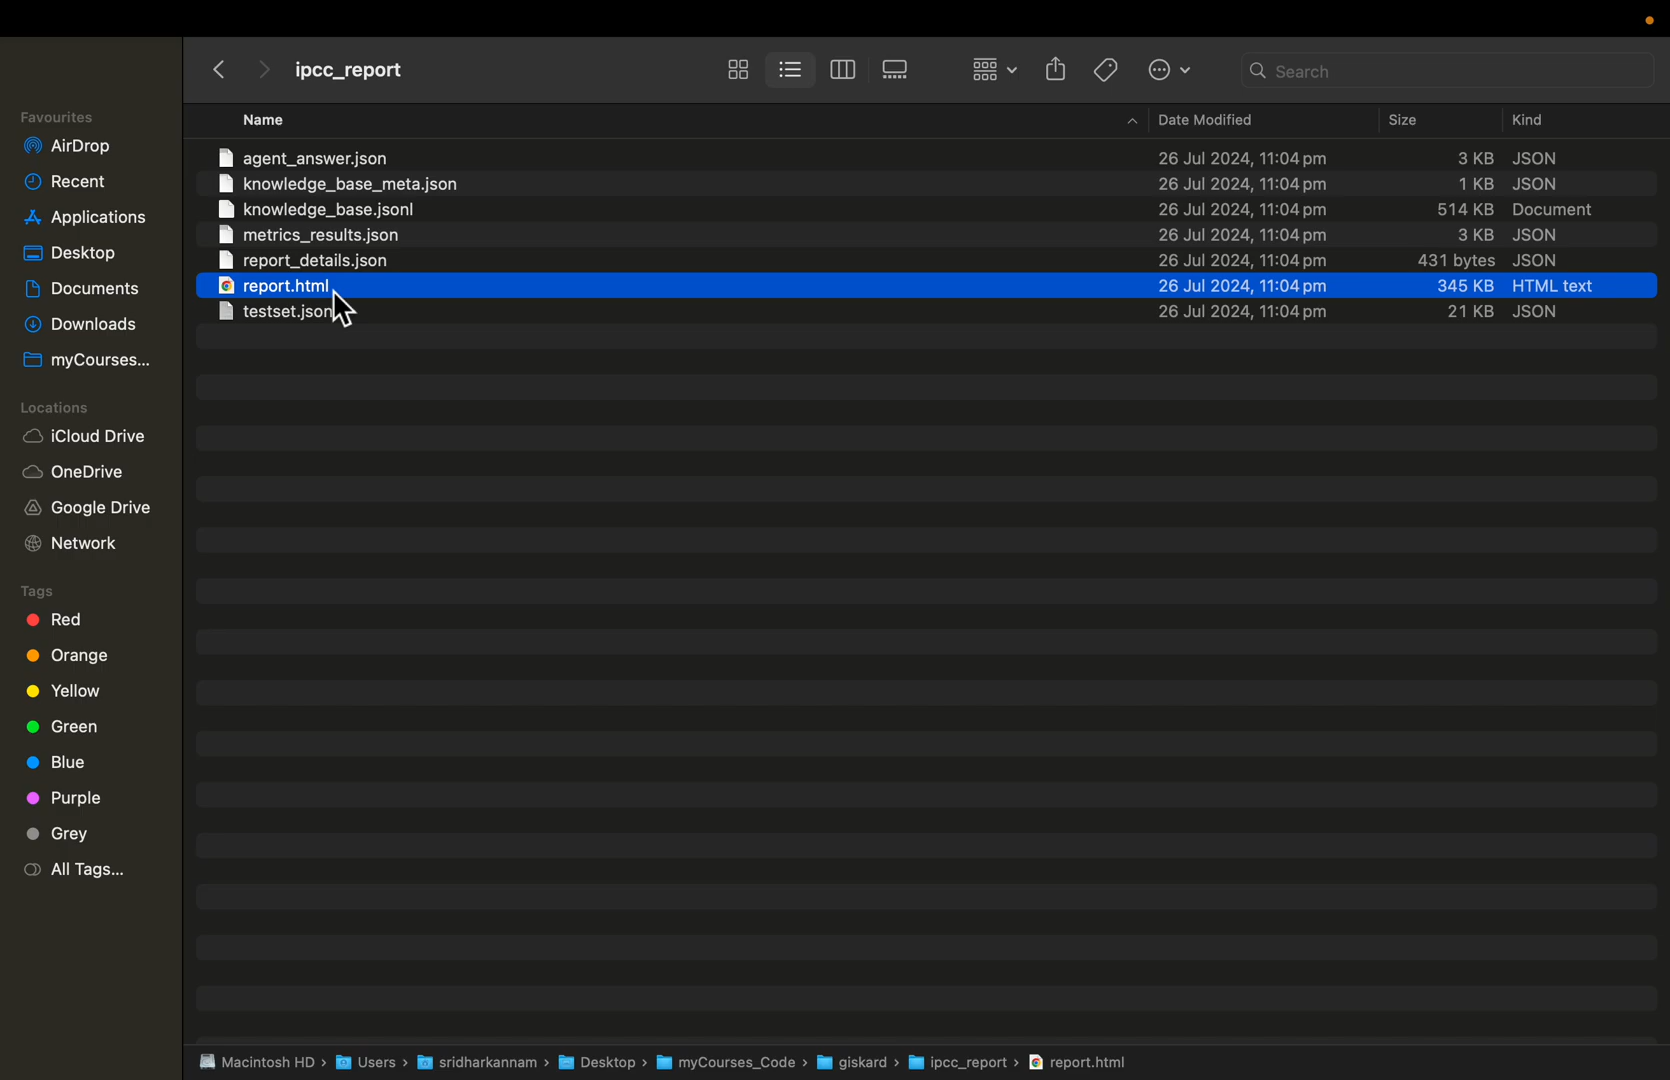 ipcc_report
Search
Favourites
AirDrop
Recent
Applications
Desktop
Documents
Downloads
myCourses...
Locations
iCloud Drive
OneDrive
Google Drive
Network
Tags
Red
Orange
Yellow
Green
Blue
Purple
Grey
All Tags...
Name Date Modified Size Kind
agent_answer.json 26 Jul 2024, 11:04 pm 3 KB JSON
knowledge_base_meta.json 26 Jul 2024, 11:04 pm 1 KB JSON
knowledge_base.jsonl 26 Jul 2024, 11:04 pm 514 KB Document
metrics_results.json 26 Jul 2024, 11:04 pm 3 KB JSON
report_details.json 26 Jul 2024, 11:04 pm 431 bytes JSON
report.html 26 Jul 2024, 11:04 pm 345 KB HTML text
testset.json 26 Jul 2024, 11:04 pm 21 KB JSON
Macintosh HD › Users › sridharkannam › Desktop › myCourses_Code › giskard › ipcc_report › report.html